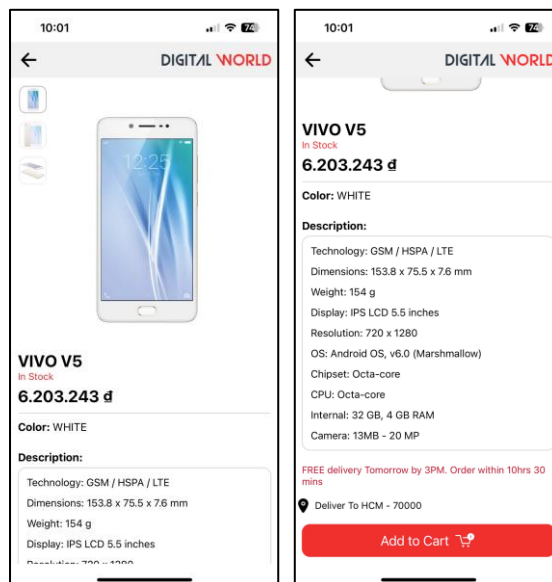 10:01
74
DIGITAL WORLD
12:25
VIVO V5
In Stock
6.203.243 ₫
Color: WHITE
Description:
Technology: GSM / HSPA / LTE
Dimensions: 153.8 x 75.5 x 7.6 mm
Weight: 154 g
Display: IPS LCD 5.5 inches
Resolution: 720 x 1280
10:01
74
DIGITAL WORLD
VIVO V5
In Stock
6.203.243 ₫
Color: WHITE
Description:
Technology: GSM / HSPA / LTE
Dimensions: 153.8 x 75.5 x 7.6 mm
Weight: 154 g
Display: IPS LCD 5.5 inches
Resolution: 720 x 1280
OS: Android OS, v6.0 (Marshmallow)
Chipset: Octa-core
CPU: Octa-core
Internal: 32 GB, 4 GB RAM
Camera: 13MB - 20 MP
FREE delivery Tomorrow by 3PM. Order within 10hrs 30
mins
Deliver To HCM - 70000
Add to Cart